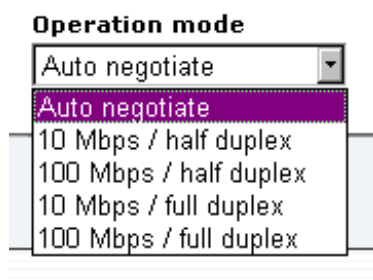 Operation mode
Auto negotiate
Auto negotiate
10 Mbps / half duplex
100 Mbps / half duplex
10 Mbps / full duplex
100 Mbps / full duplex